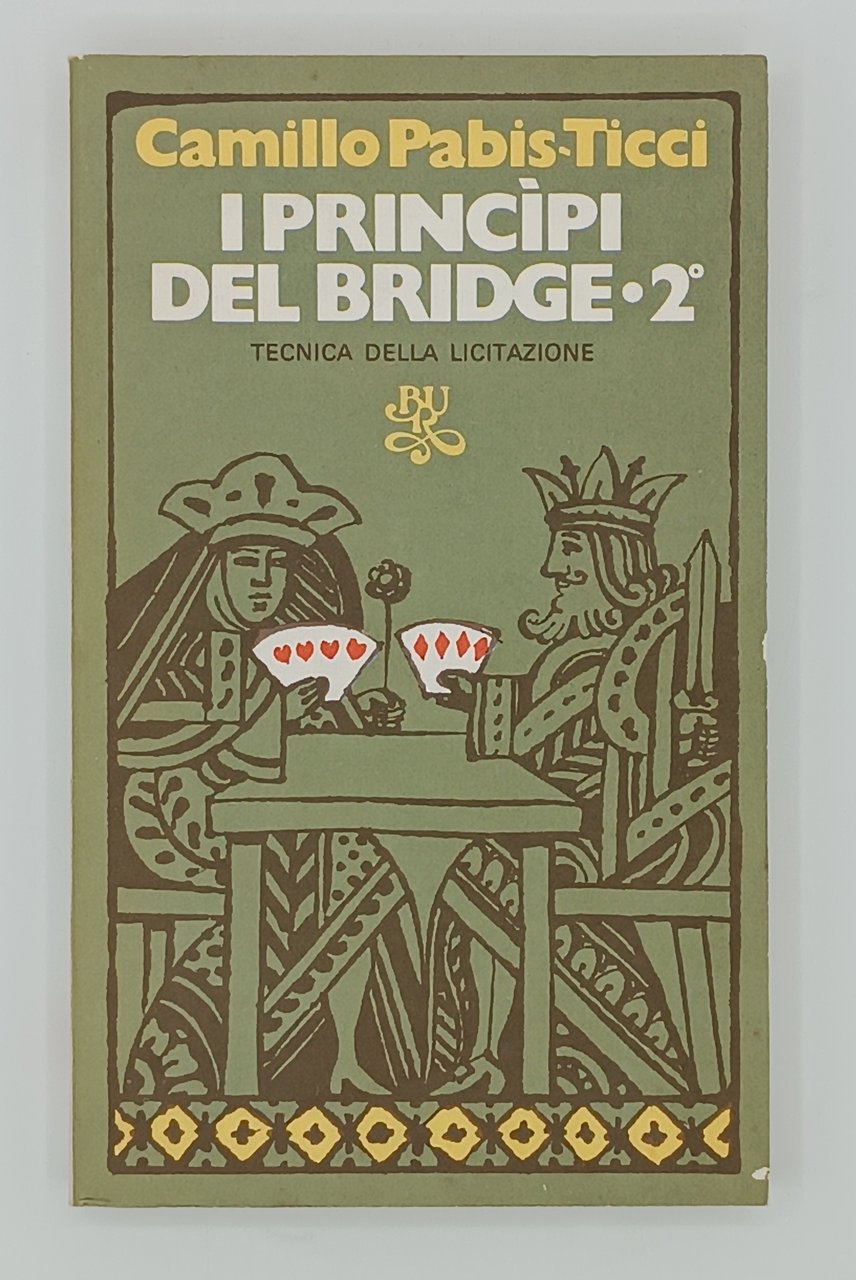 Camillo Pabis-Ticci
I PRINCÌPI
DEL BRIDGE • 2°
TECNICA DELLA LICITAZIONE
BUR